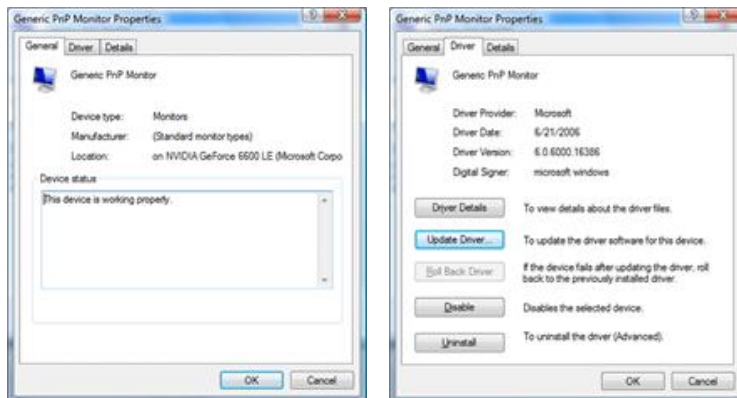 Generic PnP Monitor Properties
General Driver Details
Generic PnP Monitor
Device type: Monitors
Manufacturer: (Standard monitor types)
Location: on NVIDIA GeForce 6600 LE (Microsoft Corpo
Device status
This device is working properly.
OK Cancel
Generic PnP Monitor Properties
General Driver Details
Generic PnP Monitor
Driver Provider: Microsoft
Driver Date: 6/21/2006
Driver Version: 6.0.6000.16386
Digital Signer: microsoft windows
Driver Details To view details about the driver files.
Update Driver... To update the driver software for this device.
Roll Back Driver If the device fails after updating the driver, roll
back to the previously installed driver.
Disable Disables the selected device.
Uninstall To uninstall the driver (Advanced).
OK Cancel